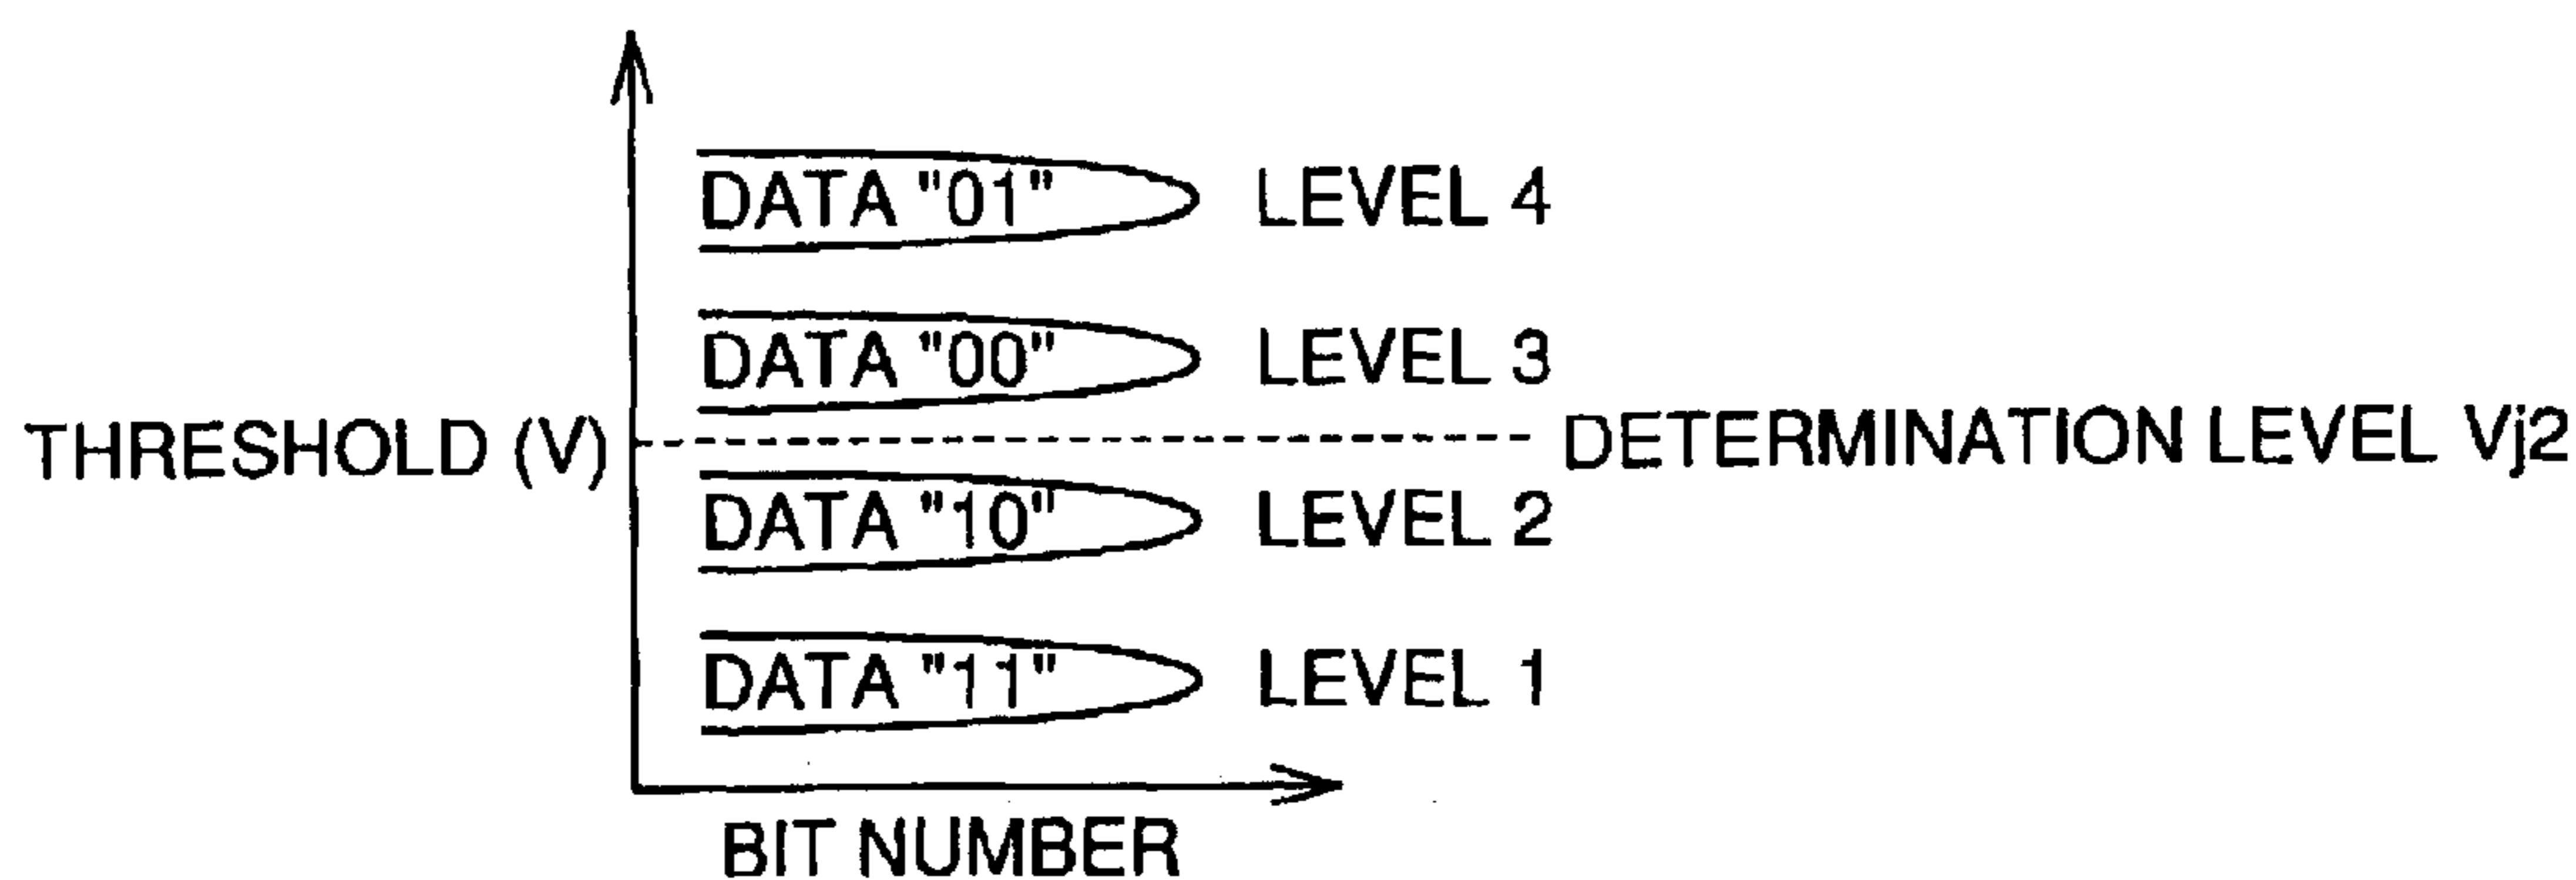 DATA "01" LEVEL 4
DATA "00" LEVEL 3
THRESHOLD (V) DETERMINATION LEVEL Vj2
DATA "10" LEVEL 2
DATA "11" LEVEL 1
BIT NUMBER